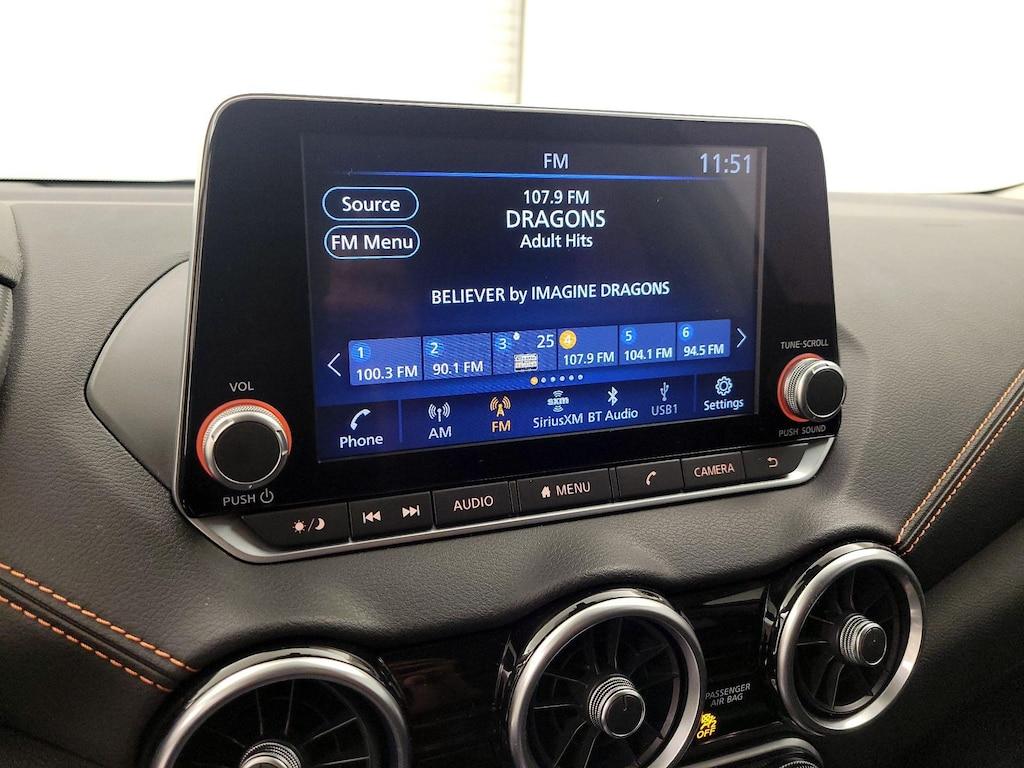 FM
11:51
Source
107.9 FM
DRAGONS
FM Menu
Adult Hits
BELIEVER by IMAGINE DRAGONS
1
100.3 FM
2
90.1 FM
3
25
4
107.9 FM
5
104.1 FM
6
94.5 FM
Phone
AM
FM
sxm
SiriusXM
BT Audio
USB1
Settings
VOL
PUSH
TUNE-SCROLL
PUSH SOUND
AUDIO
MENU
CAMERA
PASSENGER
AIR BAG
OFF